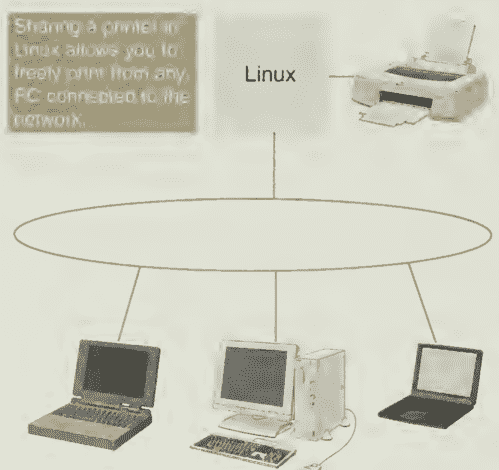 Sharing a printer in
Linux allows you to
freely print from any
PC connected to the
network.
Linux